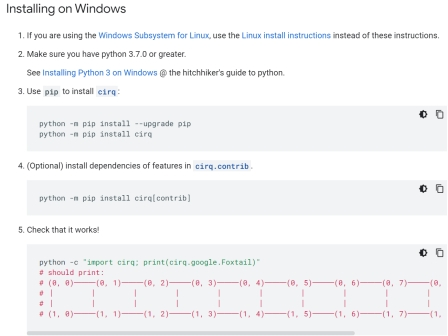 Installing on Windows
1. If you are using the Windows Subsystem for Linux, use the Linux install instructions instead of these instructions.
2. Make sure you have python 3.7.0 or greater.
See Installing Python 3 on Windows @ the hitchhiker's guide to python.
3. Use pip to install cirq:
python -m pip install --upgrade pip
python -m pip install cirq
4. (Optional) install dependencies of features in cirq.contrib.
python -m pip install cirq[contrib]
5. Check that it works!
python -c "import cirq; print(cirq.google.Foxtail)"
# should print:
# (0, 0)───(0, 1)───(0, 2)───(0, 3)───(0, 4)───(0, 5)───(0, 6)───(0, 7)───(0,
# │ │ │ │ │ │ │ │
# │ │ │ │ │ │ │ │
# (1, 0)───(1, 1)───(1, 2)───(1, 3)───(1, 4)───(1, 5)───(1, 6)───(1, 7)───(1,